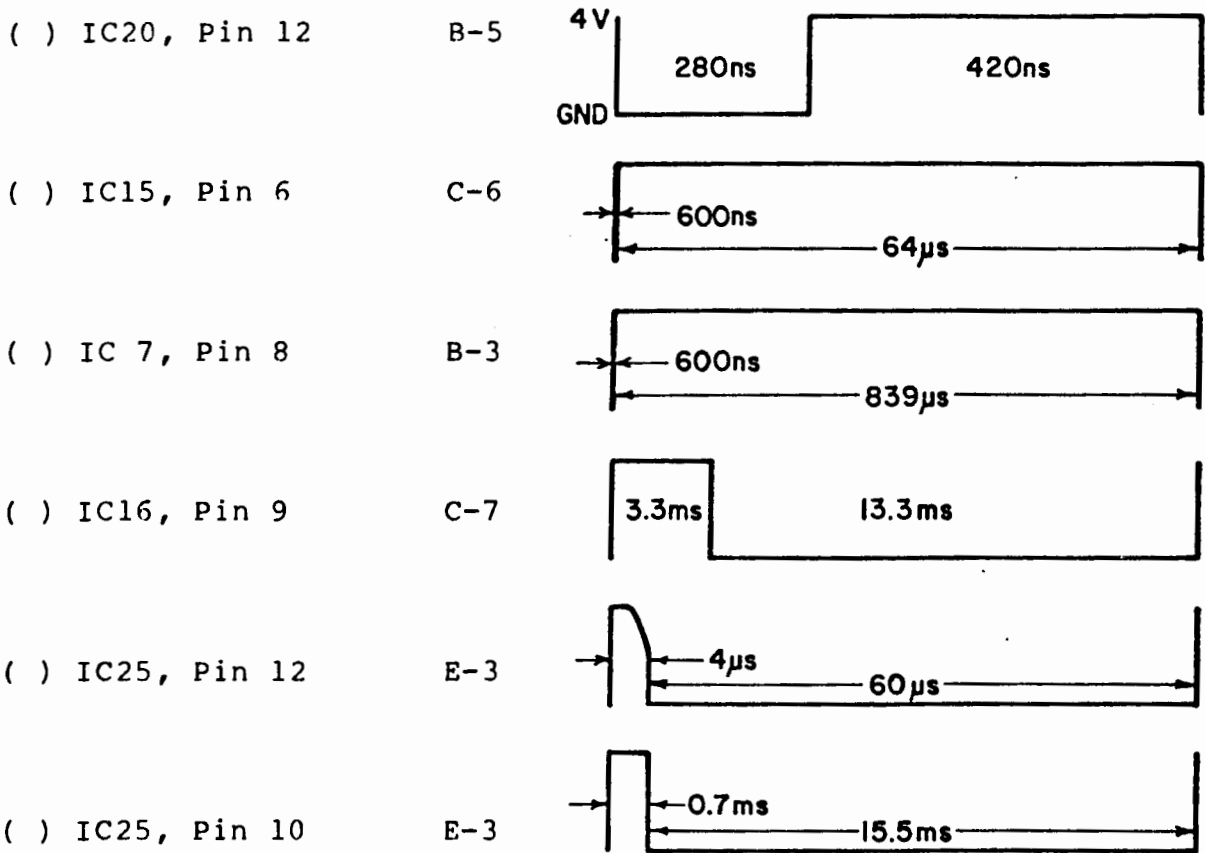 ( ) IC20, Pin 12 B-5 4V 280ns 420ns
GND
( ) IC15, Pin 6 C-6 600ns
64µs
( ) IC 7, Pin 8 B-3 600ns
839µs
( ) IC16, Pin 9 C-7 3.3ms 13.3ms
( ) IC25, Pin 12 E-3 4µs
60µs
( ) IC25, Pin 10 E-3 0.7ms
15.5ms